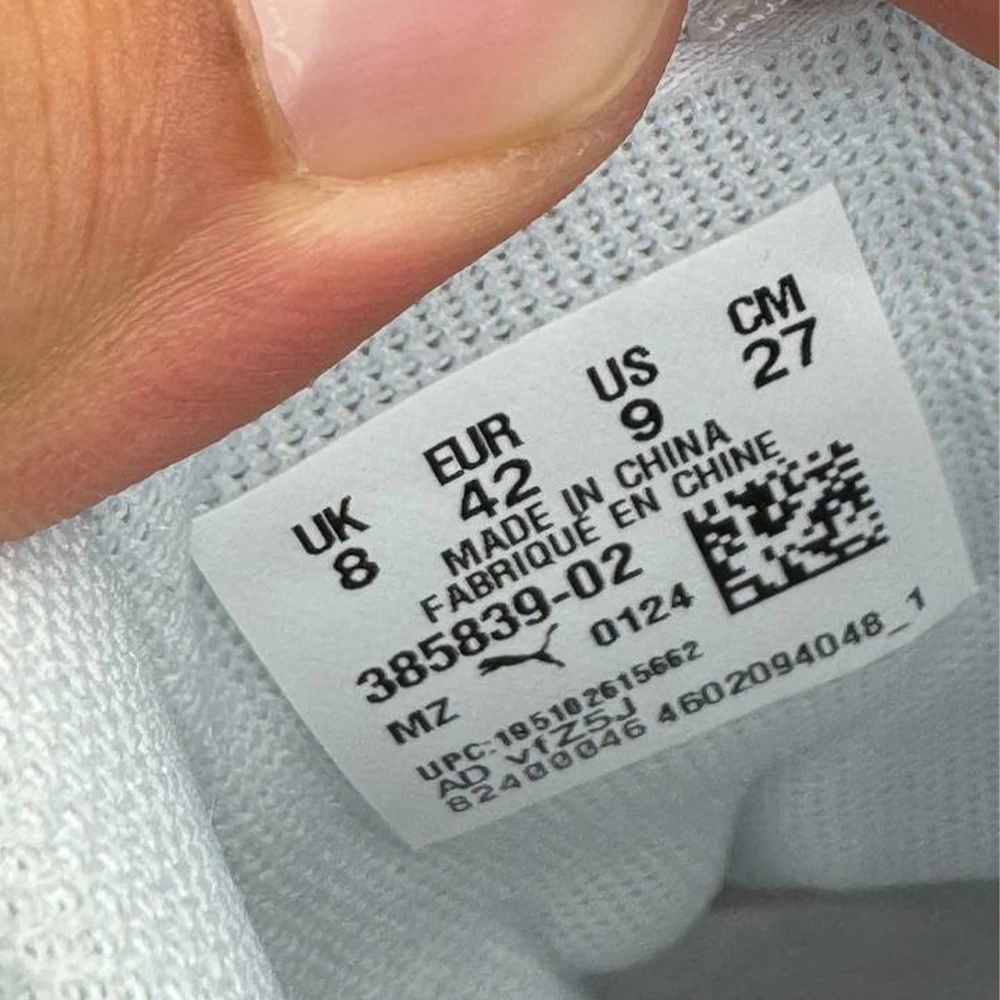 UK EUR US CM
8 42 9 27
MADE IN CHINA
FABRIQUÉ EN CHINE
385839-02
MZ 0124
UPC:195102615662
AD vfZ5J
82400046 4602094048_1